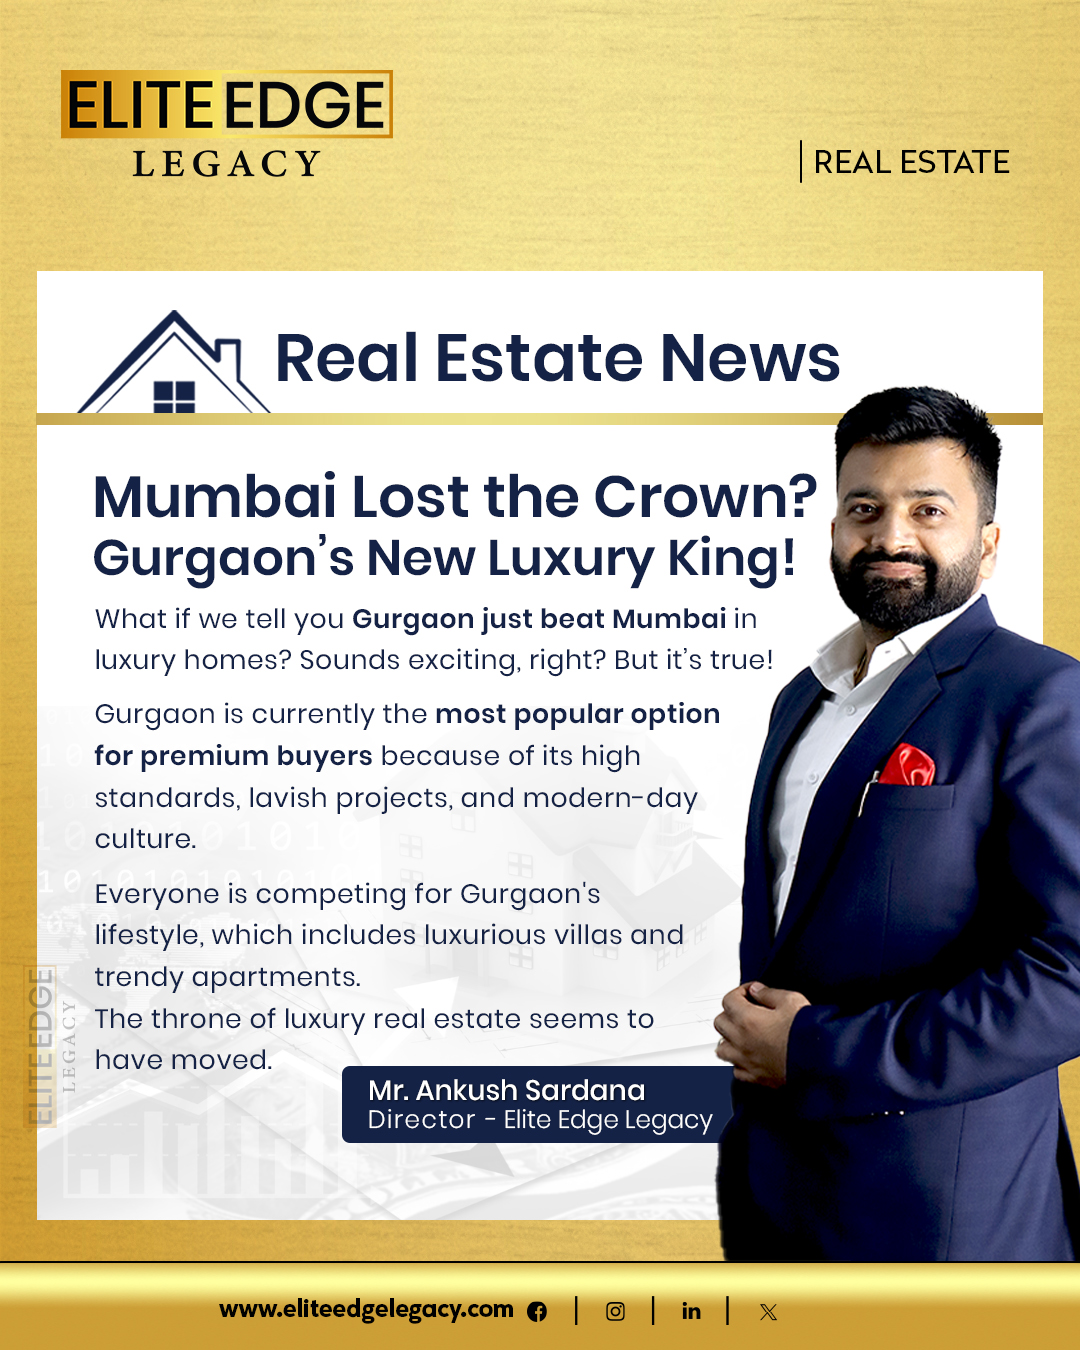 ELITE EDGE
LEGACY
REAL ESTATE
Real Estate News
Mumbai Lost the Crown?
Gurgaon’s New Luxury King!
What if we tell you Gurgaon just beat Mumbai in
luxury homes? Sounds exciting, right? But it’s true!
Gurgaon is currently the most popular option
for premium buyers because of its high
standards, lavish projects, and modern-day
culture.
Everyone is competing for Gurgaon's
lifestyle, which includes luxurious villas and
trendy apartments.
The throne of luxury real estate seems to
have moved.
ELITE EDGE
LEGACY
Mr. Ankush Sardana
Director - Elite Edge Legacy
www.eliteedgelegacy.com